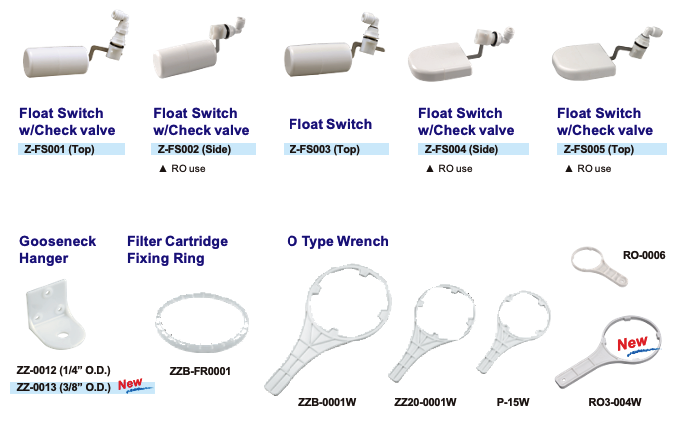 Float Switch
w/Check valve
Z-FS001 (Top)
Float Switch
w/Check valve
Z-FS002 (Side)
▲ RO use
Float Switch
Z-FS003 (Top)
Float Switch
w/Check valve
Z-FS004 (Side)
▲ RO use
Float Switch
w/Check valve
Z-FS005 (Top)
▲ RO use
Gooseneck
Hanger
ZZ-0012 (1/4” O.D.)
ZZ-0013 (3/8” O.D.) New
Filter Cartridge
Fixing Ring
ZZB-FR0001
O Type Wrench
ZZB-0001W
ZZ20-0001W
P-15W
RO-0006
New
RO3-004W